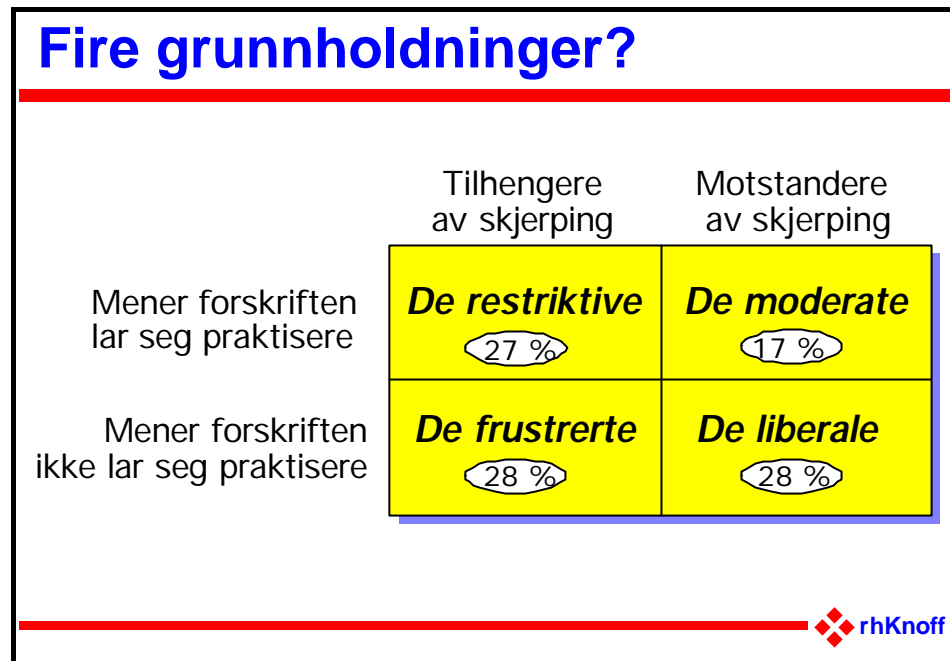 Fire grunnholdninger?
Tilhengere
av skjerping
Motstandere
av skjerping
Mener forskriften
lar seg praktisere
De restriktive
27 %
De moderate
17 %
Mener forskriften
ikke lar seg praktisere
De frustrerte
28 %
De liberale
28 %
rhKnoff